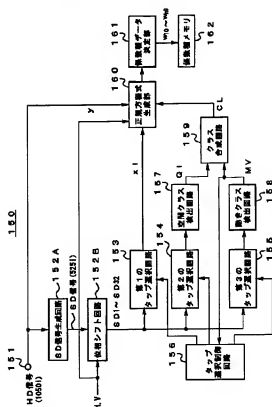 150
151
HD信号
(1050i)
152A
SD信号生成回路
SD信号(525i)
152B
位相シフト回路
SD1~SD32
153
第1の
タップ選択回路
154
第2の
タップ選択回路
155
第3の
タップ選択回路
156
タップ
選択制御
回路
157
空間クラス
検出回路
158
動きクラス
検出回路
159
クラス
合成回路
160
正規方程式
生成部
161
係数種データ
決定部
162
係数種メモリ
y
xi
QI
MV
CL